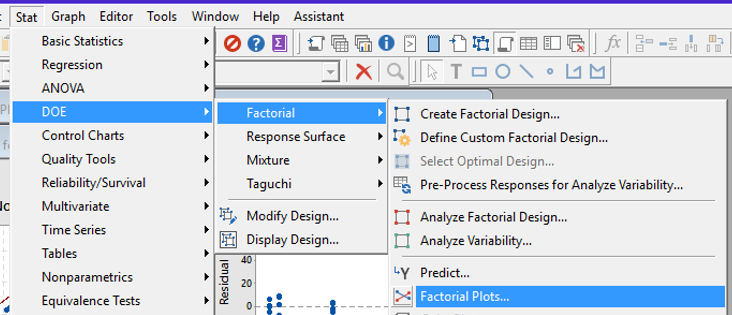 Stat Graph Editor Tools Window Help Assistant
Basic Statistics
Regression
ANOVA
DOE
Control Charts
Quality Tools
Reliability/Survival
Multivariate
Time Series
Tables
Nonparametrics
Equivalence Tests
Factorial
Response Surface
Mixture
Taguchi
Modify Design...
Display Design...
Create Factorial Design...
Define Custom Factorial Design...
Select Optimal Design...
Pre-Process Responses for Analyze Variability...
Analyze Factorial Design...
Analyze Variability...
Predict...
Factorial Plots...
fx
T
Residual
40
20
0